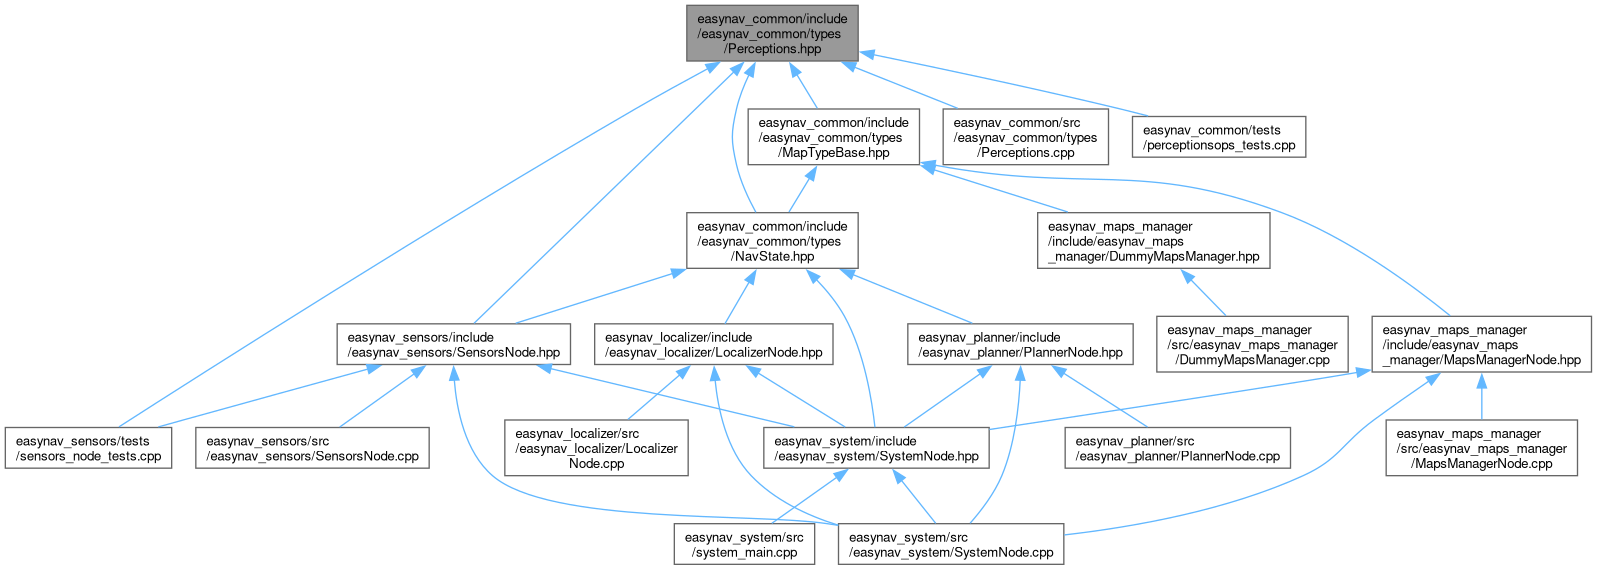 easynav_common/include
/easynav_common/types
/Perceptions.hpp
easynav_common/include
/easynav_common/types
/MapTypeBase.hpp
easynav_common/src
/easynav_common/types
/Perceptions.cpp
easynav_common/tests
/perceptionsops_tests.cpp
easynav_common/include
/easynav_common/types
/NavState.hpp
easynav_maps_manager
/include/easynav_maps
_manager/DummyMapsManager.hpp
easynav_sensors/include
/easynav_sensors/SensorsNode.hpp
easynav_localizer/include
/easynav_localizer/LocalizerNode.hpp
easynav_planner/include
/easynav_planner/PlannerNode.hpp
easynav_maps_manager
/src/easynav_maps_manager
/DummyMapsManager.cpp
easynav_maps_manager
/include/easynav_maps
_manager/MapsManagerNode.hpp
easynav_sensors/tests
/sensors_node_tests.cpp
easynav_sensors/src
/easynav_sensors/SensorsNode.cpp
easynav_localizer/src
/easynav_localizer/Localizer
Node.cpp
easynav_system/include
/easynav_system/SystemNode.hpp
easynav_planner/src
/easynav_planner/PlannerNode.cpp
easynav_maps_manager
/src/easynav_maps_manager
/MapsManagerNode.cpp
easynav_system/src
/system_main.cpp
easynav_system/src
/easynav_system/SystemNode.cpp